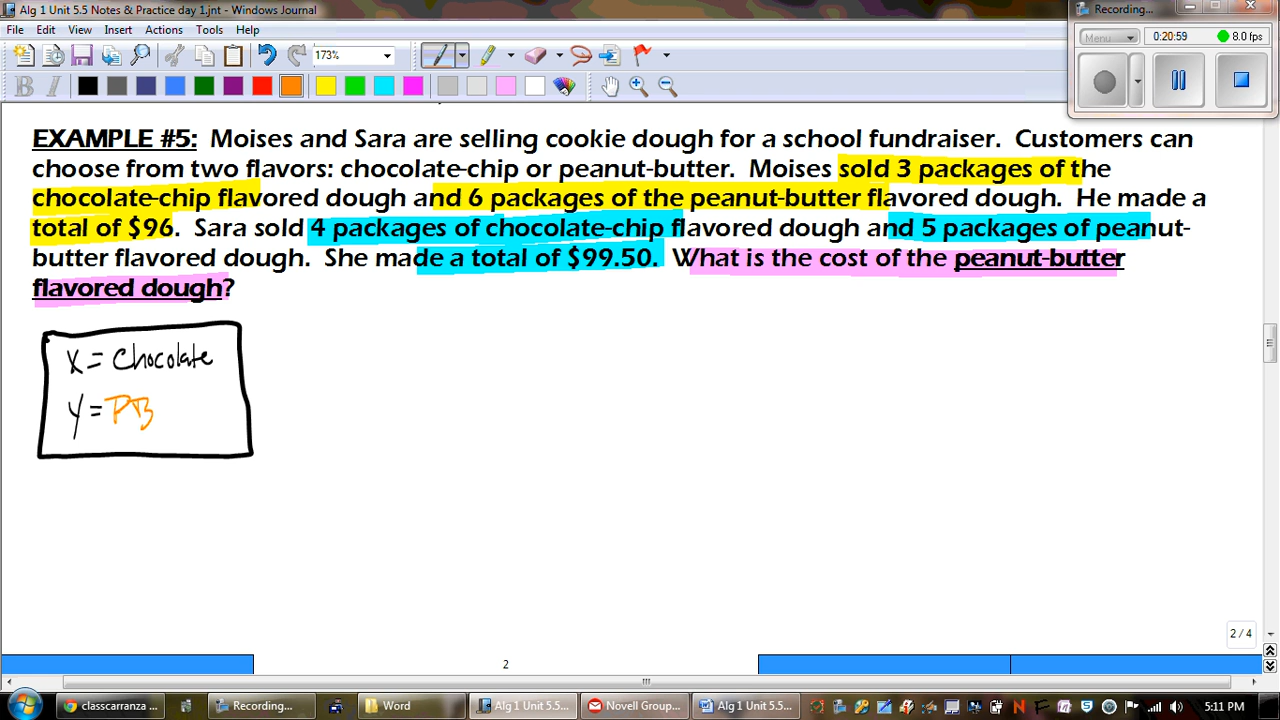 Alg 1 Unit 5.5 Notes & Practice day 1.jnt - Windows Journal
Recording...
File Edit View Insert Actions Tools Help
Menu
0:20:59
8.0 fps
173%
B I
EXAMPLE #5: Moises and Sara are selling cookie dough for a school fundraiser. Customers can
choose from two flavors: chocolate-chip or peanut-butter. Moises sold 3 packages of the
chocolate-chip flavored dough and 6 packages of the peanut-butter flavored dough. He made a
total of $96. Sara sold 4 packages of chocolate-chip flavored dough and 5 packages of peanut-
butter flavored dough. She made a total of $99.50. What is the cost of the peanut-butter
flavored dough?
x = Chocolate
y = PB
2 / 4
2
classcarranza ...
Recording...
Word
Alg 1 Unit 5.5...
Novell Group...
Alg 1 Unit 5.5...
5:11 PM